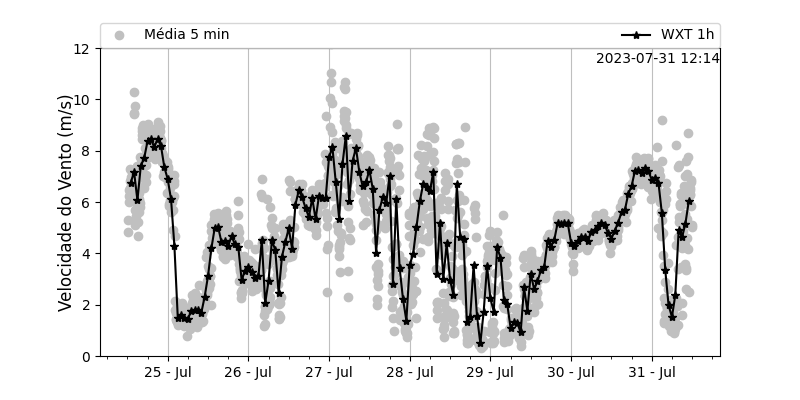 Média 5 min
WXT 1h
2023-07-31 12:14
Velocidade do Vento (m/s)
12
10
8
6
4
2
0
25 - Jul
26 - Jul
27 - Jul
28 - Jul
29 - Jul
30 - Jul
31 - Jul